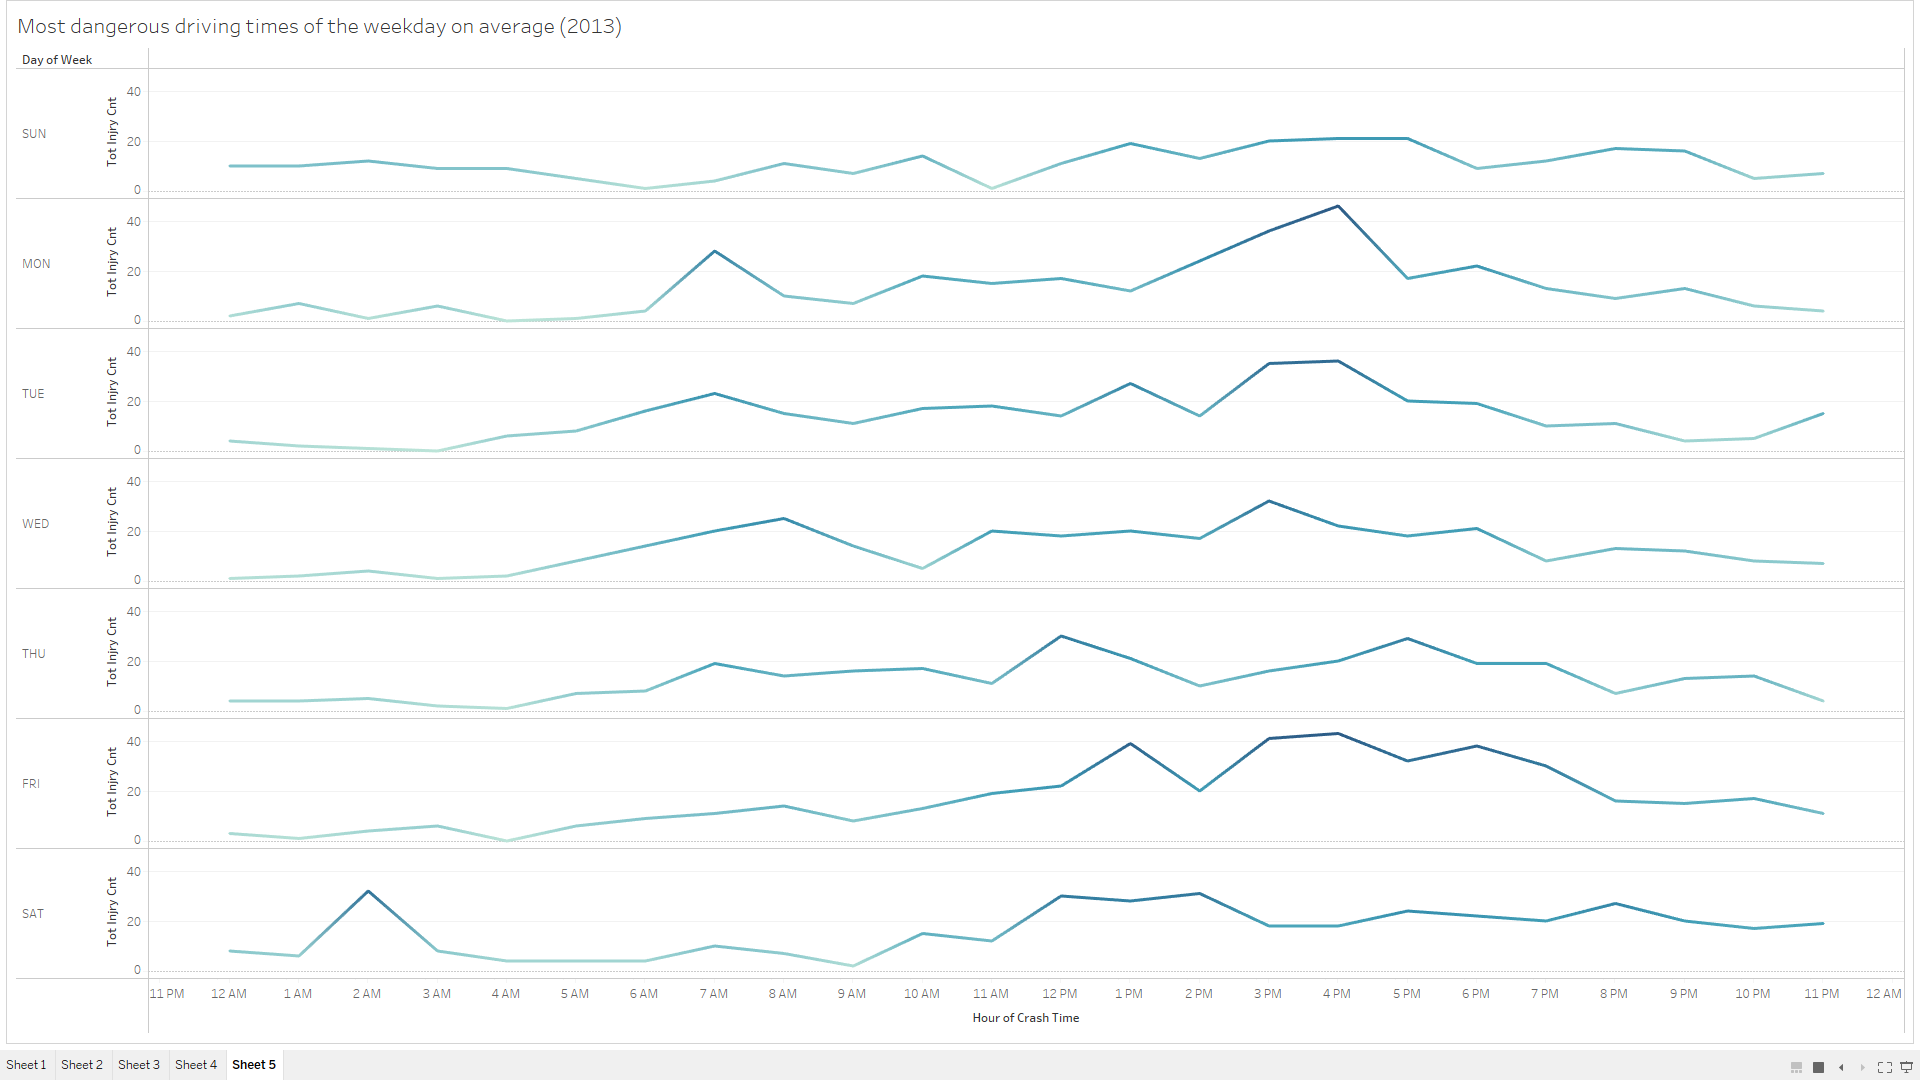 Most dangerous driving times of the weekday on average (2013)
Day of Week
SUN
Tot Injry Cnt
40
20
0
MON
Tot Injry Cnt
40
20
0
TUE
Tot Injry Cnt
40
20
0
WED
Tot Injry Cnt
40
20
0
THU
Tot Injry Cnt
40
20
0
FRI
Tot Injry Cnt
40
20
0
SAT
Tot Injry Cnt
40
20
0
11 PM 12 AM 1 AM 2 AM 3 AM 4 AM 5 AM 6 AM 7 AM 8 AM 9 AM 10 AM 11 AM 12 PM 1 PM 2 PM 3 PM 4 PM 5 PM 6 PM 7 PM 8 PM 9 PM 10 PM 11 PM 12 AM
Hour of Crash Time
Sheet 1 Sheet 2 Sheet 3 Sheet 4 Sheet 5